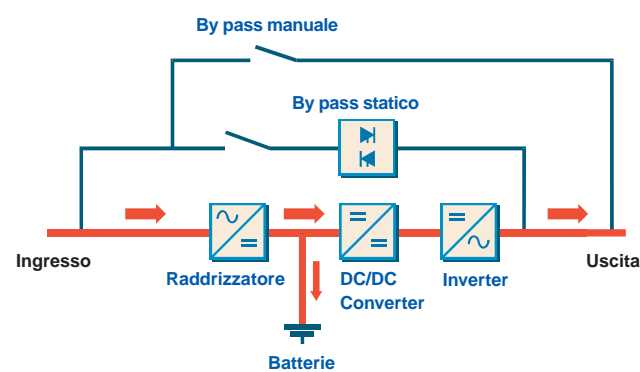 By pass manuale
By pass statico
Ingresso
Uscita
Raddrizzatore
DC/DC
Converter
Inverter
Batterie